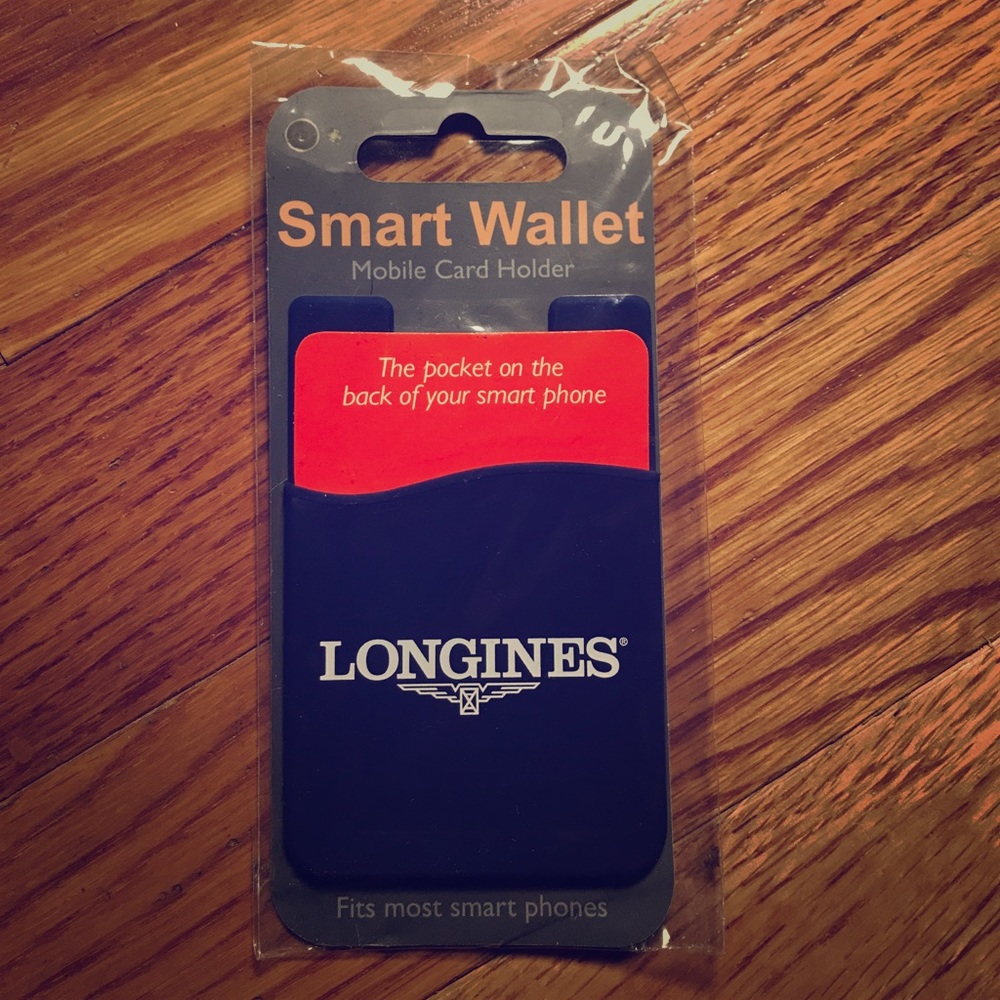 Smart Wallet
Mobile Card Holder
The pocket on the
back of your smart phone
LONGINES®
Fits most smart phones